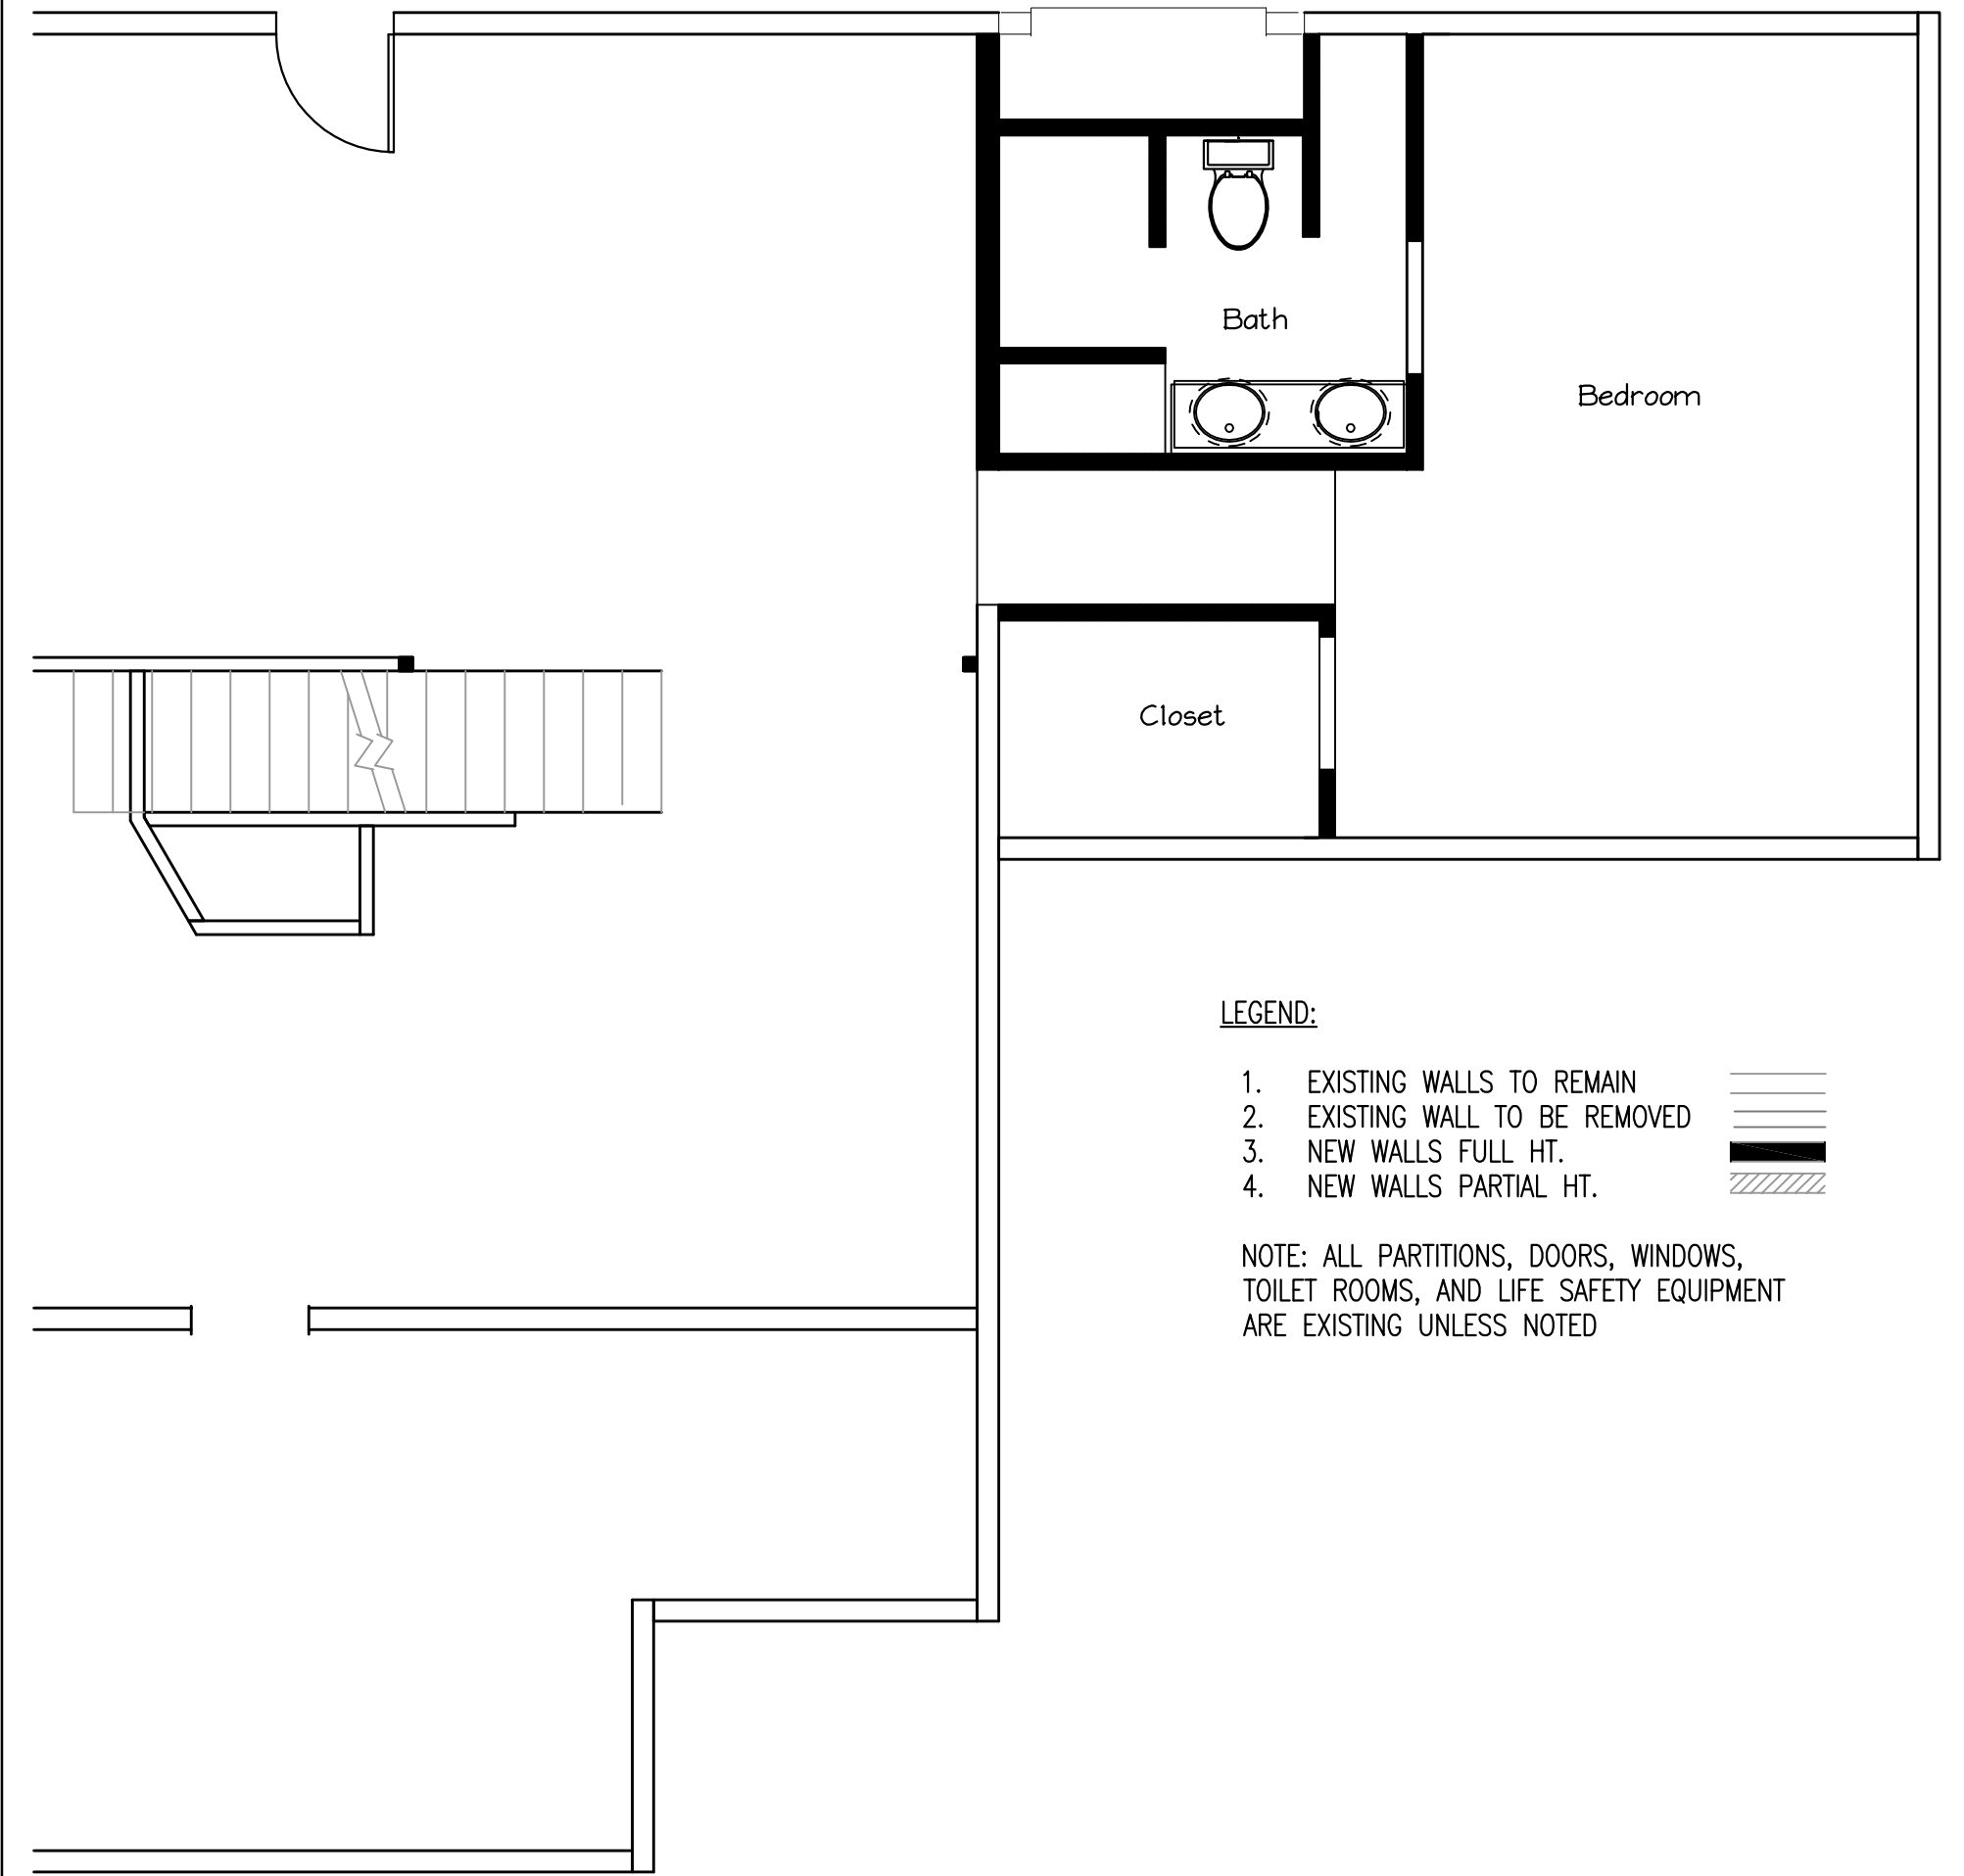 Bath
Bedroom
Closet
LEGEND:
1. EXISTING WALLS TO REMAIN
2. EXISTING WALL TO BE REMOVED
3. NEW WALLS FULL HT.
4. NEW WALLS PARTIAL HT.
NOTE: ALL PARTITIONS, DOORS, WINDOWS,
TOILET ROOMS, AND LIFE SAFETY EQUIPMENT
ARE EXISTING UNLESS NOTED